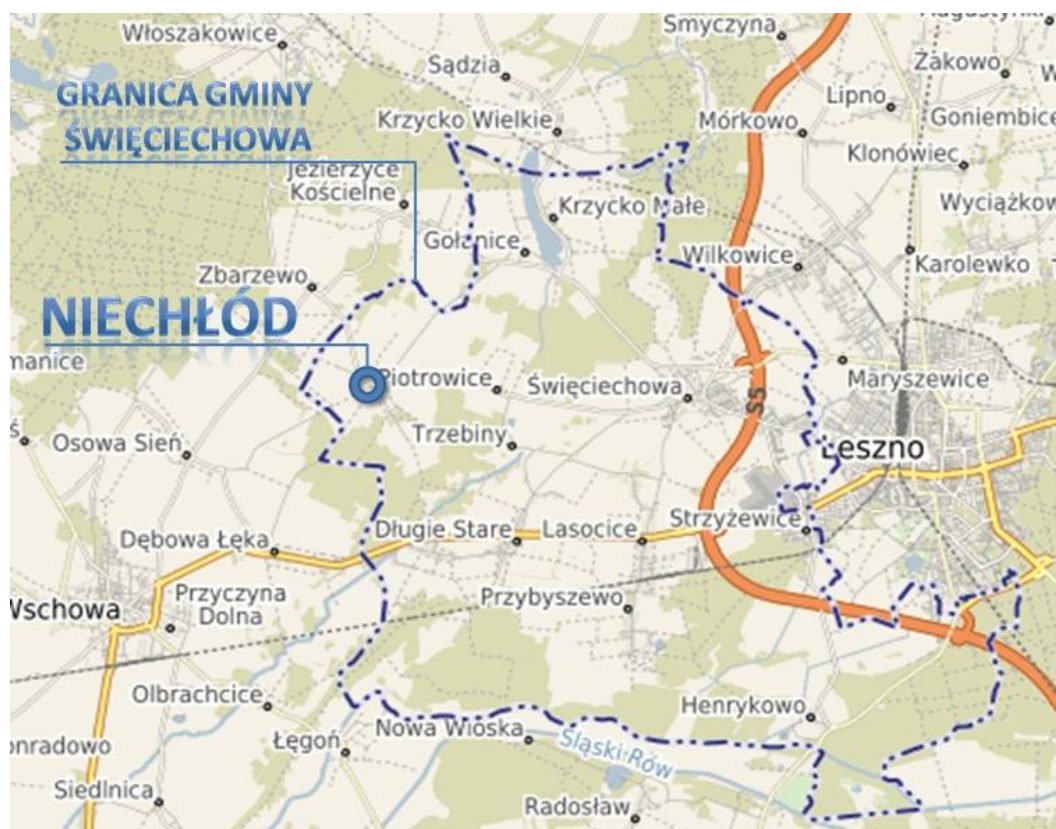 Włoszakowice
Smyczyna
Żakowo
Sądzia
GRANICA GMINY
ŚWIĘCIECHOWA
Lipno
Krzycko Wielkie
Mórkowo
Goniembice
Klonówiec
Jezierzyce
Kościelne
Krzycko Małe
Wyciążkow
Gołanice
Wilkowice
Karolewko
Zbarzewo
NIECHŁÓD
manice
Piotrowice
Święciechowa
Maryszewice
S5
Osowa Sień
Trzebiny
Leszno
Dębowa Łęka
Długie Stare
Lasocice
Strzyżewice
Wschowa
Przyczyna
Dolna
Przybyszewo
Olbrachcice
Henrykowo
Łęgoń
Nowa Wioska
Śląski Rów
onradowo
Siedlnica
Radosław